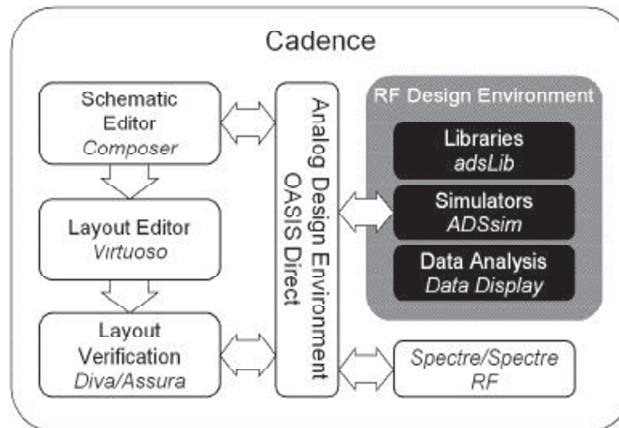 Cadence
Schematic
Editor
Composer
Layout Editor
Virtuoso
Layout
Verification
Diva/Assura
Analog Design Environment
OASIS Direct
RF Design Environment
Libraries
adsLib
Simulators
ADSsim
Data Analysis
Data Display
Spectre/Spectre
RF